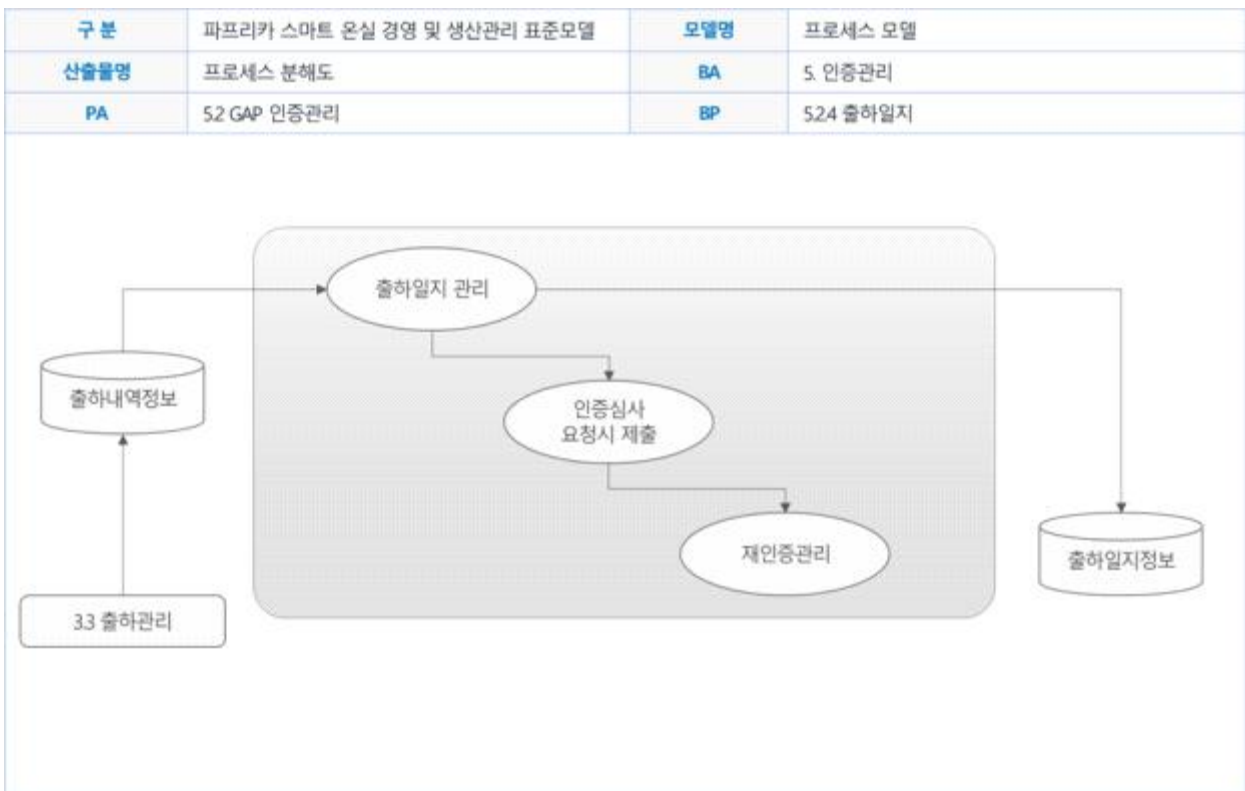 구 분 파프리카 스마트 온실 경영 및 생산관리 표준모델 모델명 프로세스 모델
산출물명 프로세스 분해도 BA 5. 인증관리
PA 5.2 GAP 인증관리 BP 5.2.4 출하일지
출하일지 관리
출하내역정보
인증심사
요청시 제출
재인증관리
출하일지정보
3.3 출하관리